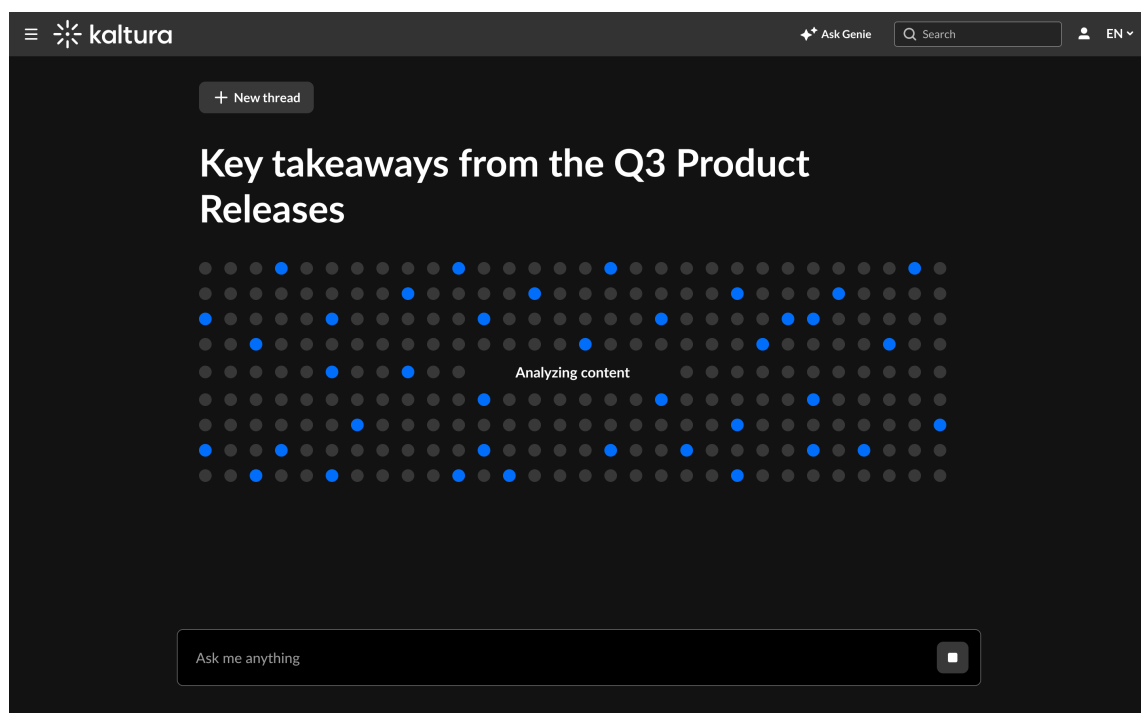 kaltura
Ask Genie
Search
EN
New thread
Key takeaways from the Q3 Product
Releases
Analyzing content
Ask me anything